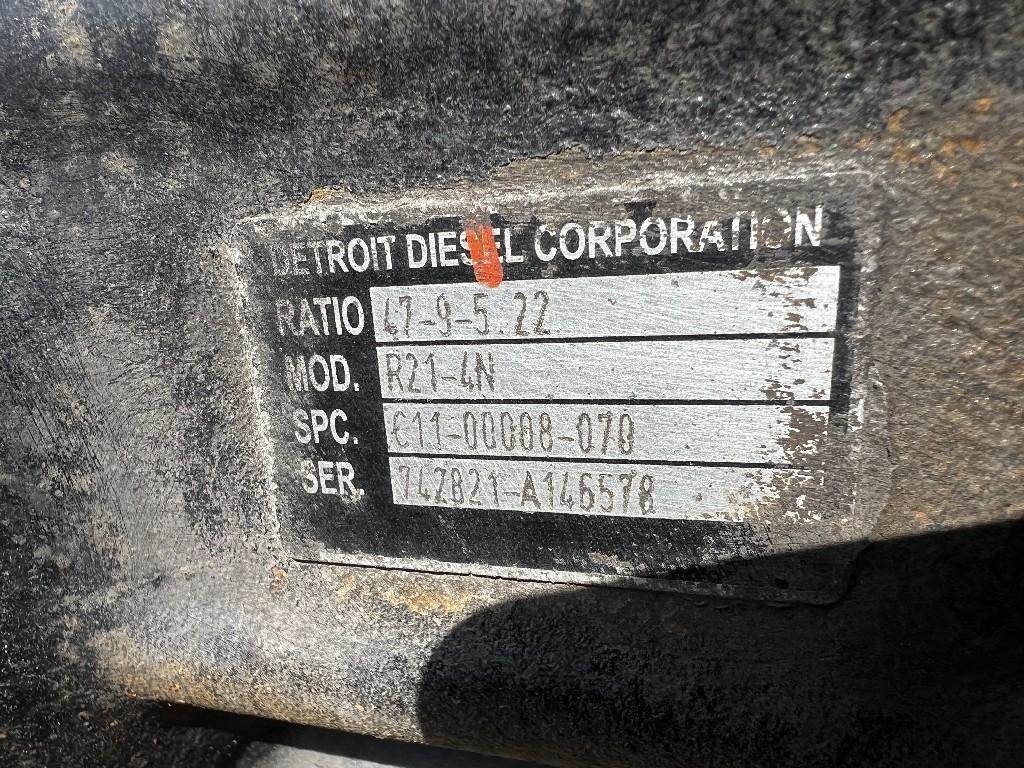 DETROIT DIESEL CORPORATION
RATIO 47-9-5.22
MOD. R21-4N
SPC. C11-00008-070
SER. 742821-A146578